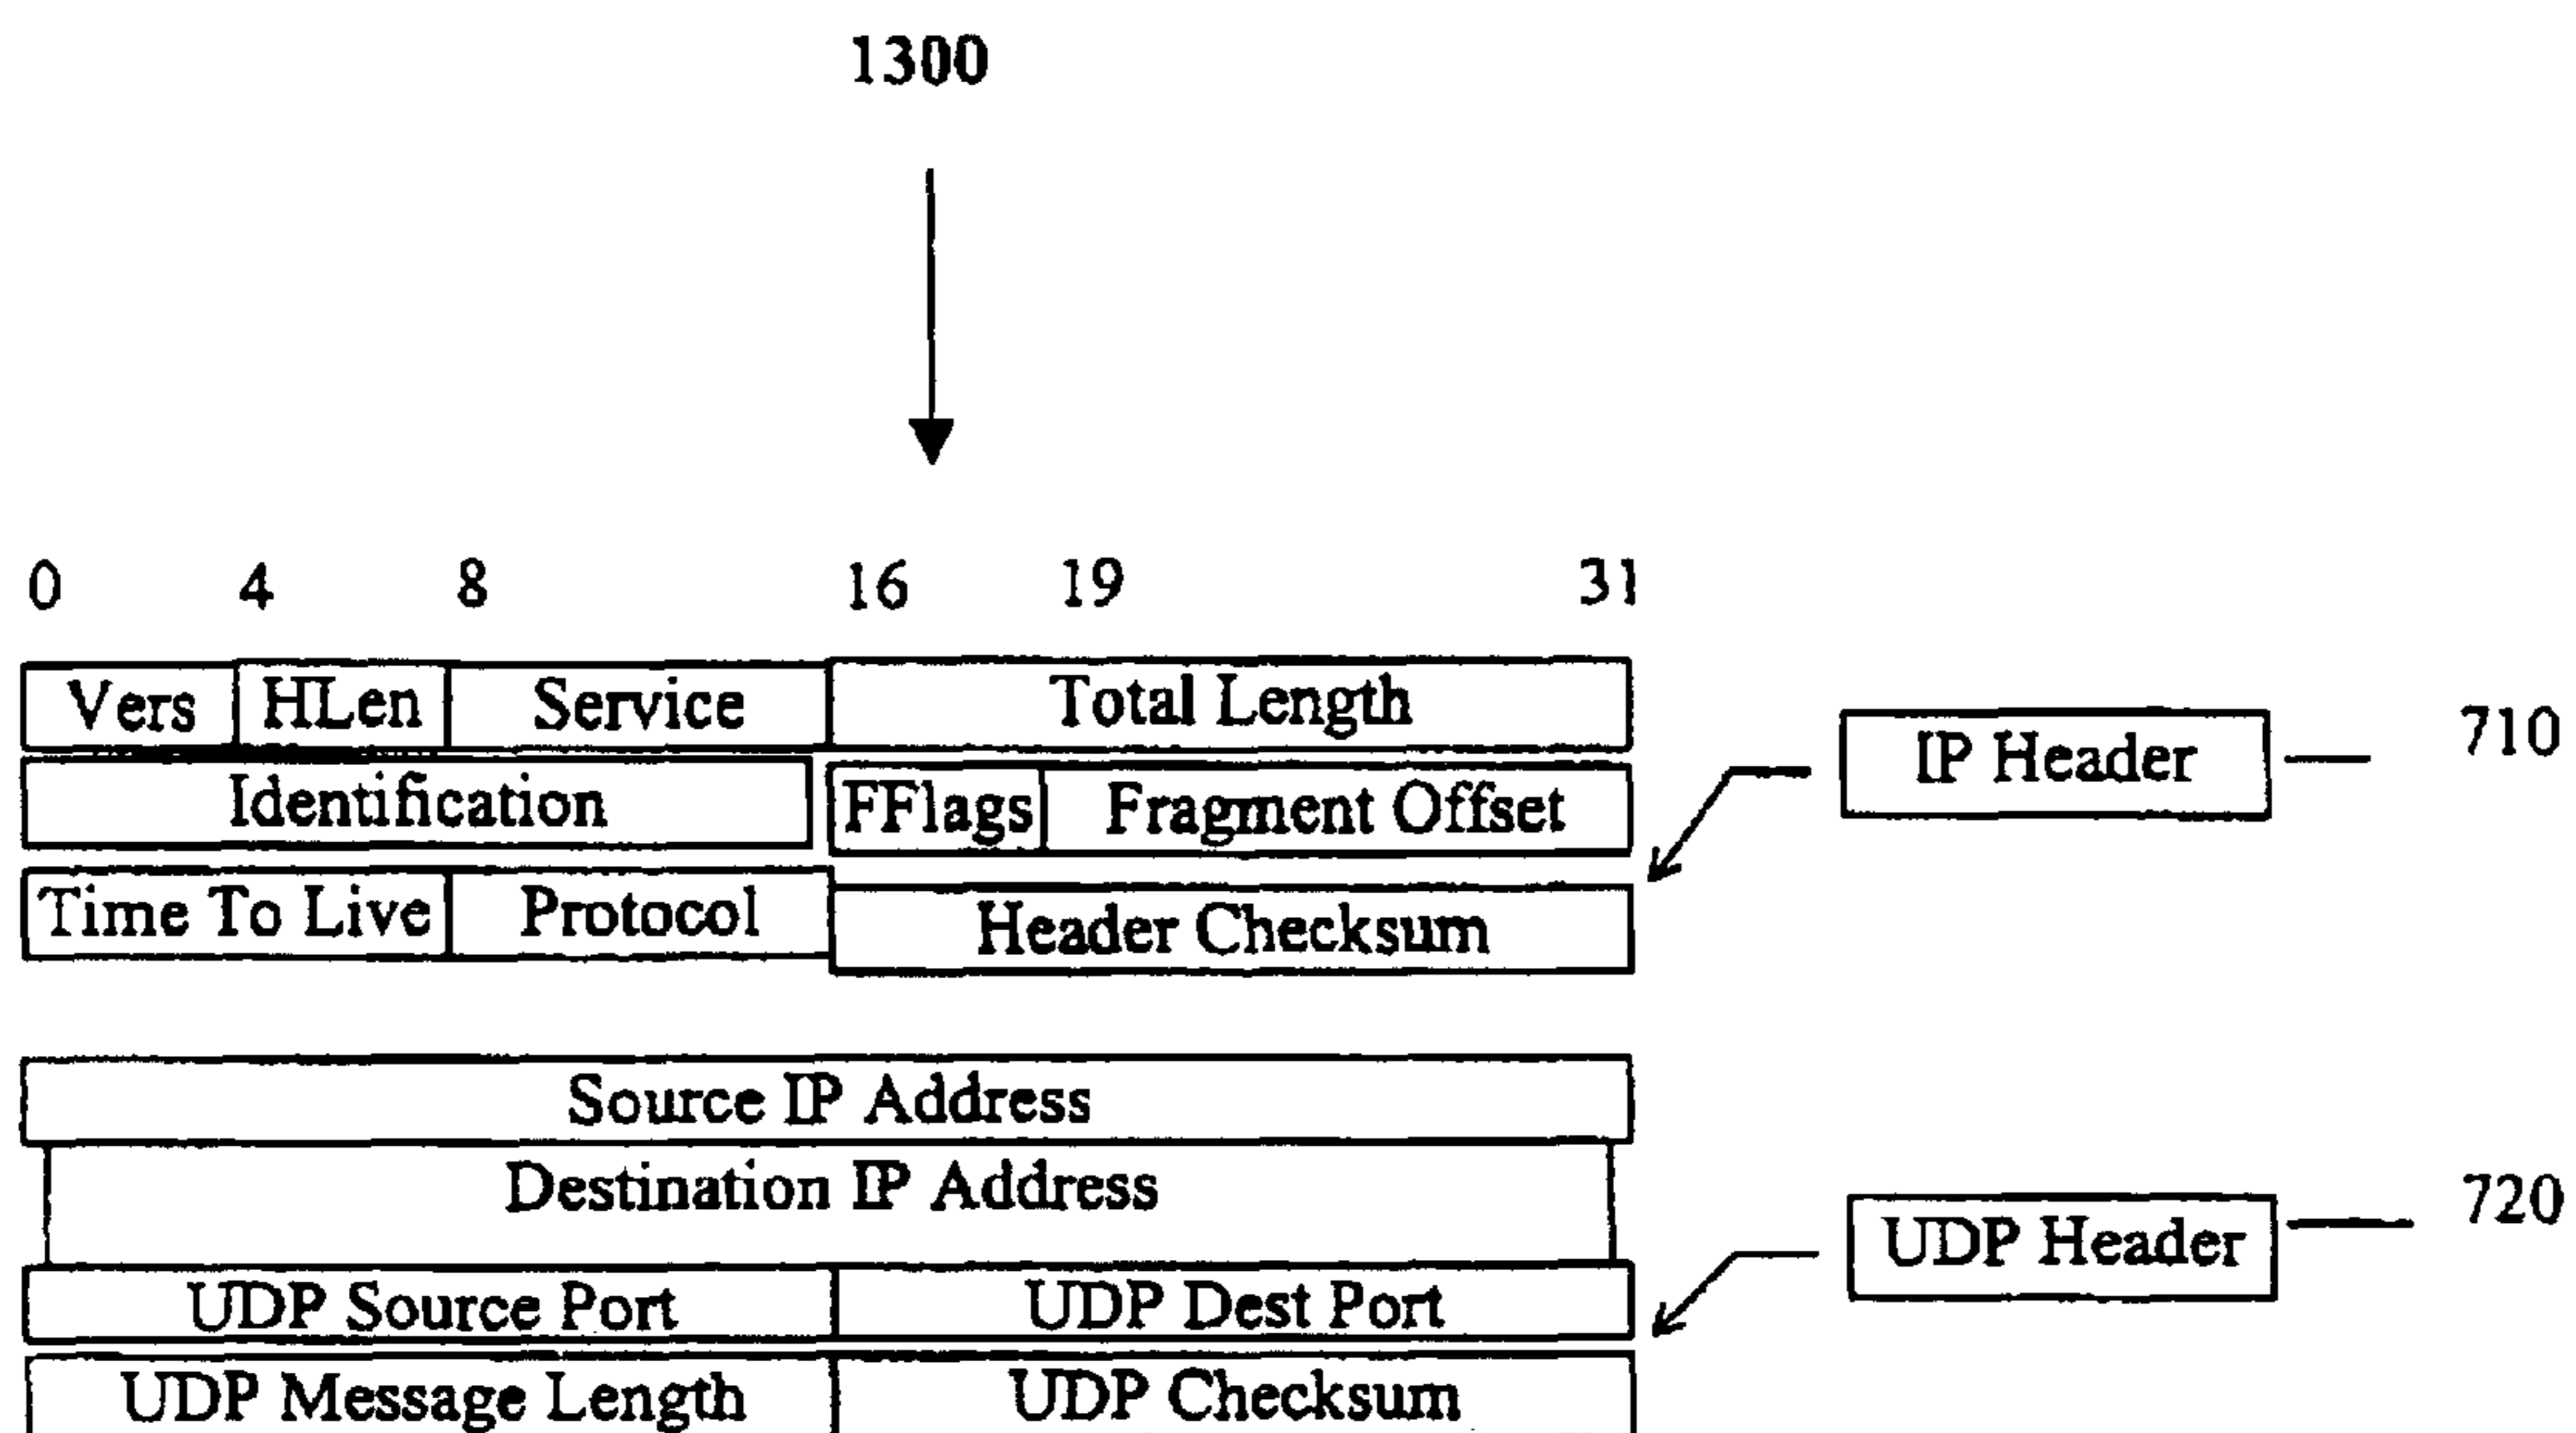 1300
0 4 8 16 19 31
Vers HLen Service Total Length
IP Header 710
Identification FFlags Fragment Offset
Time To Live Protocol Header Checksum
Source IP Address
Destination IP Address
UDP Header 720
UDP Source Port UDP Dest Port
UDP Message Length UDP Checksum